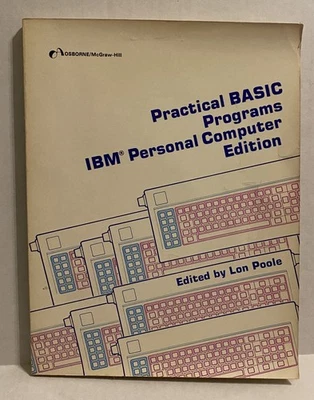 OSBORNE/McGraw-Hill
Practical BASIC
Programs
IBM® Personal Computer
Edition
Edited by Lon Poole